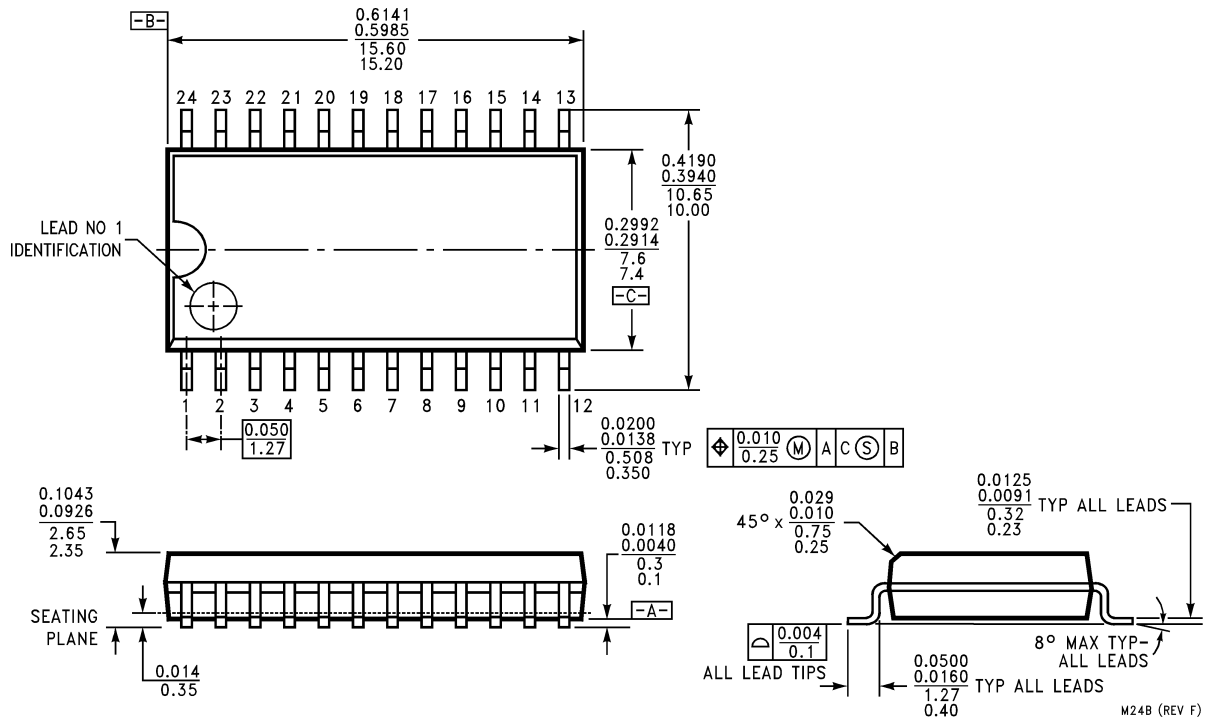 -B-
0.6141
0.5985
15.60
15.20
24 23 22 21 20 19 18 17 16 15 14 13
0.4190
0.3940
10.65
10.00
LEAD NO 1
IDENTIFICATION
0.2992
0.2914
7.6
7.4
-C-
1 2 3 4 5 6 7 8 9 10 11 12
0.050
1.27
0.0200
0.0138
0.508
0.350
TYP
0.010
0.25
M
A
C
S
B
0.1043
0.0926
2.65
2.35
0.0118
0.0040
0.3
0.1
-A-
SEATING
PLANE
0.014
0.35
45° x
0.029
0.010
0.75
0.25
0.0125
0.0091
0.32
0.23
TYP ALL LEADS
0.004
0.1
ALL LEAD TIPS
8° MAX TYP-
ALL LEADS
0.0500
0.0160
1.27
0.40
TYP ALL LEADS
M24B (REV F)